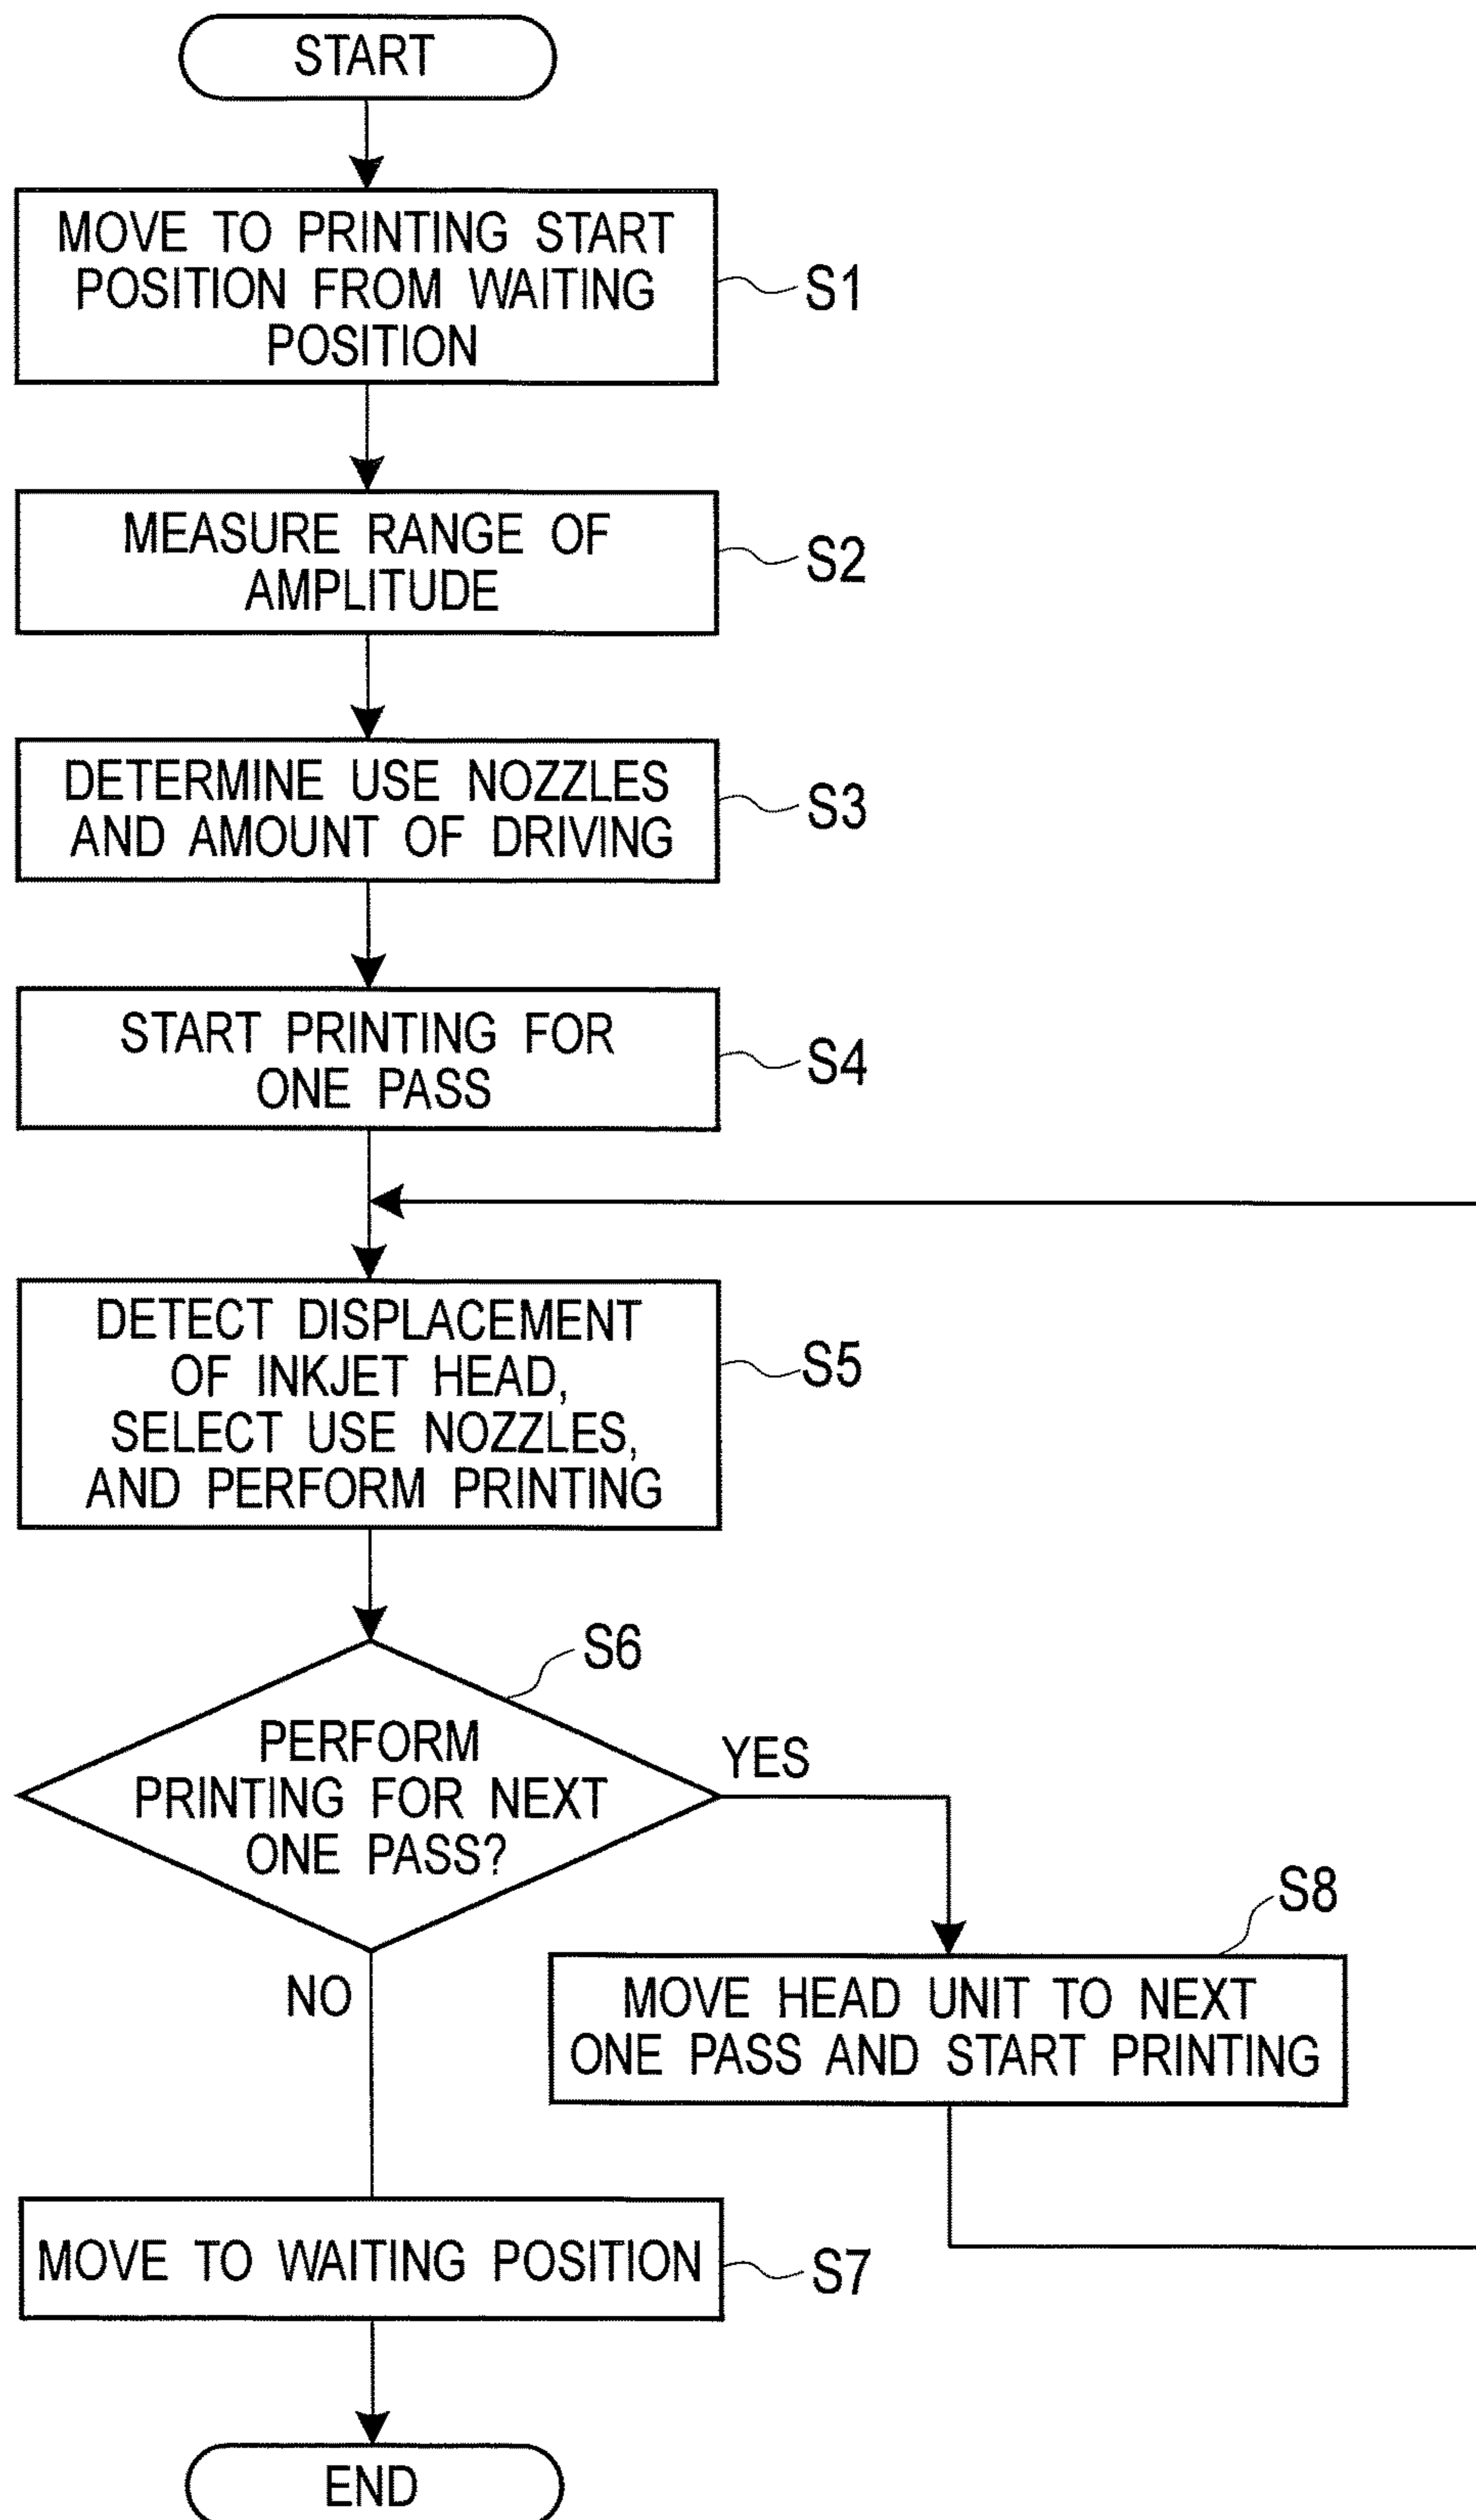 START
MOVE TO PRINTING START
POSITION FROM WAITING
POSITION
S1
MEASURE RANGE OF
AMPLITUDE
S2
DETERMINE USE NOZZLES
AND AMOUNT OF DRIVING
S3
START PRINTING FOR
ONE PASS
S4
DETECT DISPLACEMENT
OF INKJET HEAD,
SELECT USE NOZZLES,
AND PERFORM PRINTING
S5
S6
PERFORM
PRINTING FOR NEXT
ONE PASS?
YES
NO
S8
MOVE HEAD UNIT TO NEXT
ONE PASS AND START PRINTING
MOVE TO WAITING POSITION
S7
END